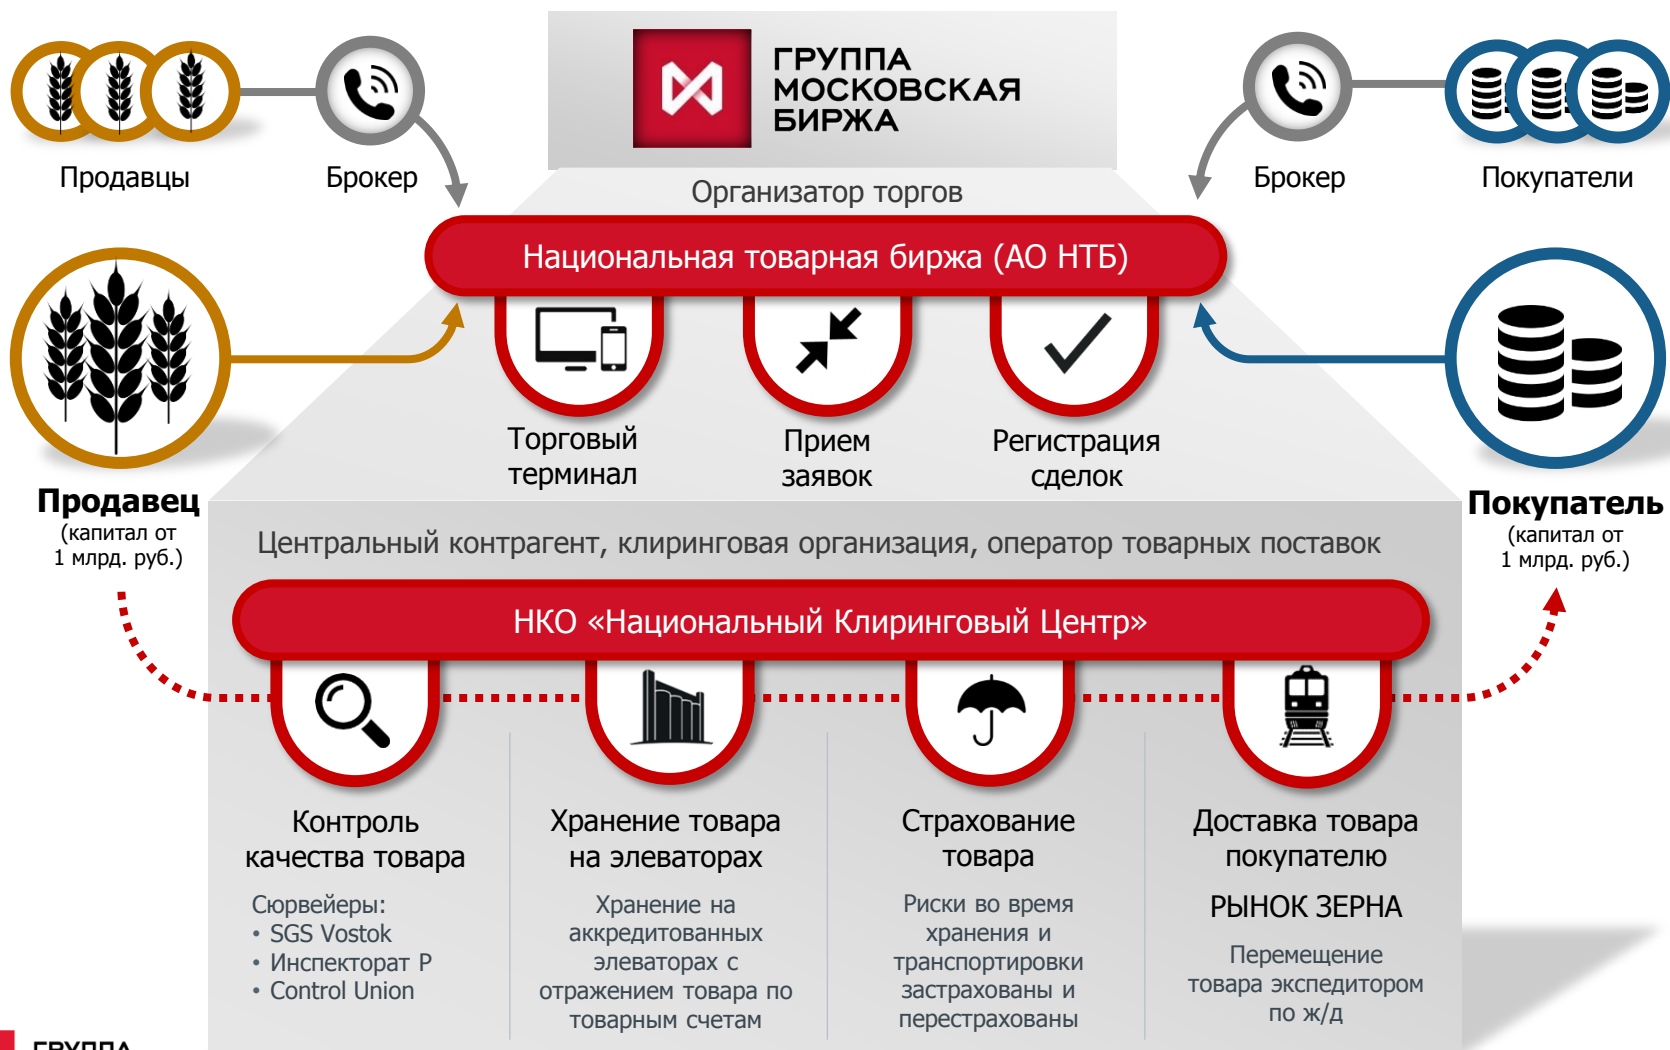 ГРУППА
МОСКОВСКАЯ
БИРЖА
Продавцы
Брокер
Брокер
Покупатели
Организатор торгов
Национальная товарная биржа (АО НТБ)
Торговый
терминал
Прием
заявок
Регистрация
сделок
Продавец
(капитал от
1 млрд. руб.)
Покупатель
(капитал от
1 млрд. руб.)
Центральный контрагент, клиринговая организация, оператор товарных поставок
НКО «Национальный Клиринговый Центр»
Контроль
качества товара
Сюрвейеры:
• SGS Vostok
• Инспекторат Р
• Control Union
Хранение товара
на элеваторах
Хранение на
аккредитованных
элеваторах с
отражением товара по
товарным счетам
Страхование
товара
Риски во время
хранения и
транспортировки
застрахованы и
перестрахованы
Доставка товара
покупателю
РЫНОК ЗЕРНА
Перемещение
товара экспедитором
по ж/д
ГРУППА